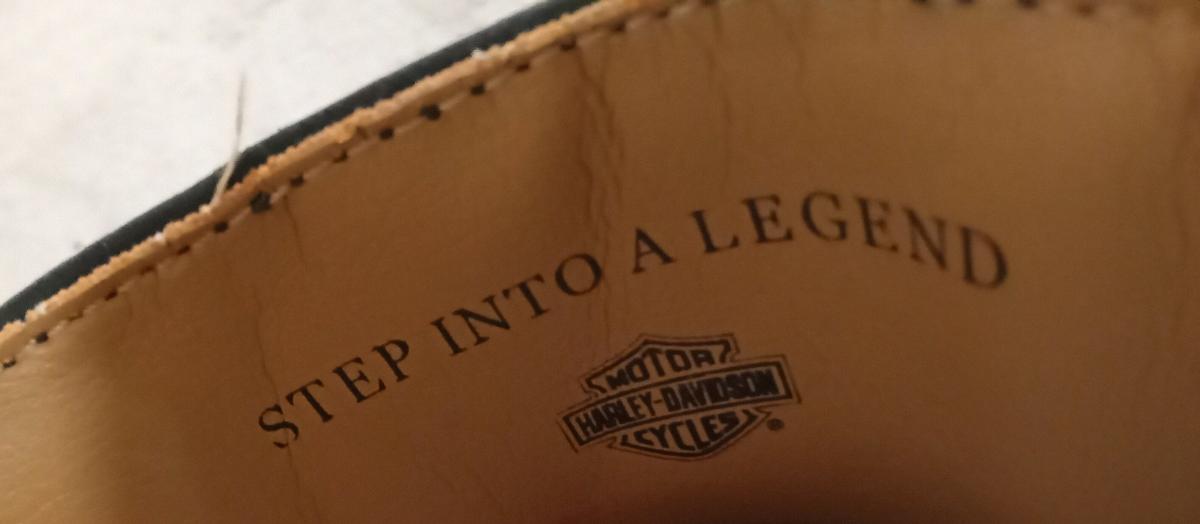 STEP INTO A LEGEND
MOTOR
HARLEY-DAVIDSON
CYCLES
®